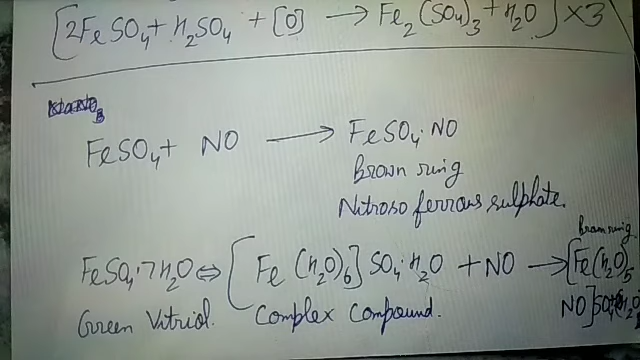 [2FeSO₄ + H₂SO₄ + [O] → Fe₂(SO₄)₃ + H₂O] × 3
FeSO₄ + NO → FeSO₄·NO
Brown ring
Nitroso ferrous sulphate.
Brown ring
FeSO₄·7H₂O ⇔ [Fe (H₂O)₆] SO₄·H₂O + NO → [Fe(H₂O)₅
NO]SO₄
Green Vitriol. Complex Compound.